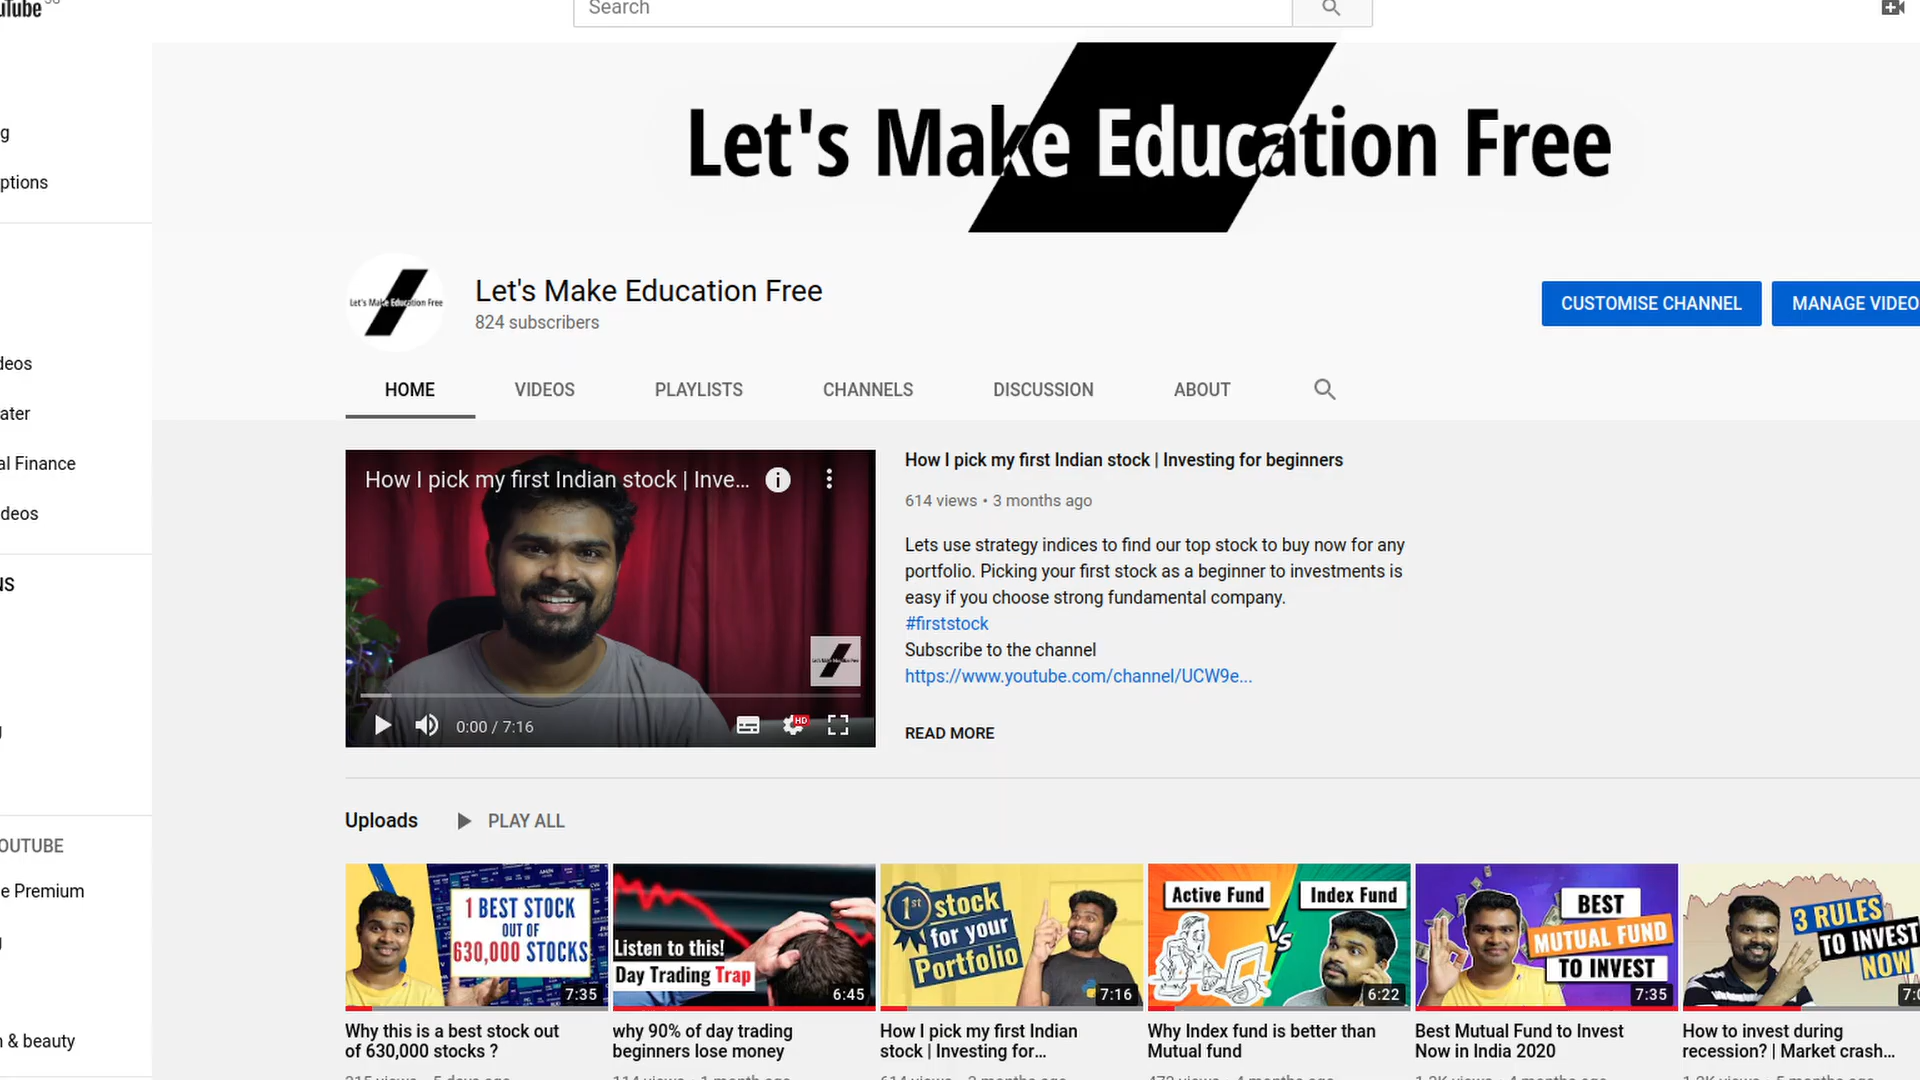 Search
Let's Make Education Free
ptions
Let's Make Education Free
Let's Make Education Free
824 subscribers
CUSTOMISE CHANNEL
MANAGE VIDEO
deos
ater
al Finance
deos
HOME
VIDEOS
PLAYLISTS
CHANNELS
DISCUSSION
ABOUT
How I pick my first Indian stock | Inve...
0:00 / 7:16
HD
How I pick my first Indian stock | Investing for beginners
614 views • 3 months ago
Lets use strategy indices to find our top stock to buy now for any
portfolio. Picking your first stock as a beginner to investments is
easy if you choose strong fundamental company.
#firststock
Subscribe to the channel
https://www.youtube.com/channel/UCW9e...
READ MORE
NS
OUTUBE
e Premium
n & beauty
Uploads
PLAY ALL
1 BEST STOCK
OUT OF
630,000 STOCKS
7:35
Why this is a best stock out
of 630,000 stocks ?
Listen to this!
Day Trading Trap
6:45
why 90% of day trading
beginners lose money
1st
stock
for your
Portfolio
7:16
How I pick my first Indian
stock | Investing for...
Active Fund
VS
Index Fund
6:22
Why Index fund is better than
Mutual fund
BEST
MUTUAL FUND
TO INVEST
7:35
Best Mutual Fund to Invest
Now in India 2020
3 RULES
TO INVEST
NOW
How to invest during
recession? | Market crash...